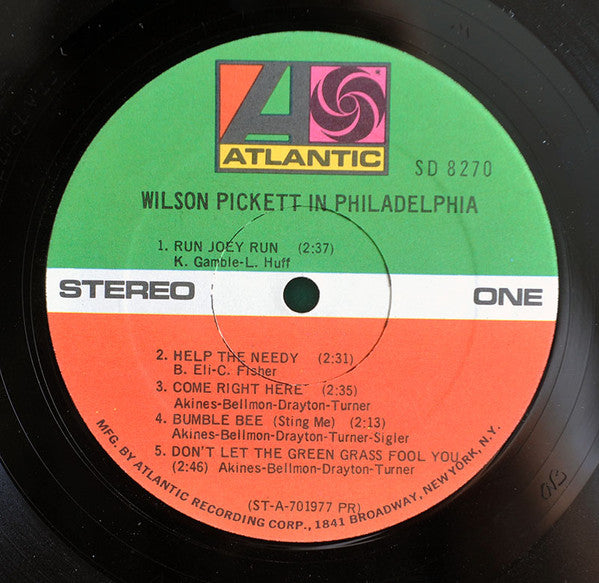 ATLANTIC
SD 8270
WILSON PICKETT IN PHILADELPHIA
1. RUN JOEY RUN (2:37)
K. Gamble-L. Huff
STEREO ONE
2. HELP THE NEEDY (2:31)
B. Eli-C. Fisher
3. COME RIGHT HERE (2:35)
Akines-Bellmon-Drayton-Turner
4. BUMBLE BEE (Sting Me) (2:13)
Akines-Bellmon-Drayton-Turner-Sigler
5. DON'T LET THE GREEN GRASS FOOL YOU
(2:46) Akines-Bellmon-Drayton-Turner
(ST-A-701977 PR)
MFG. BY ATLANTIC RECORDING CORP., 1841 BROADWAY, NEW YORK, N.Y.